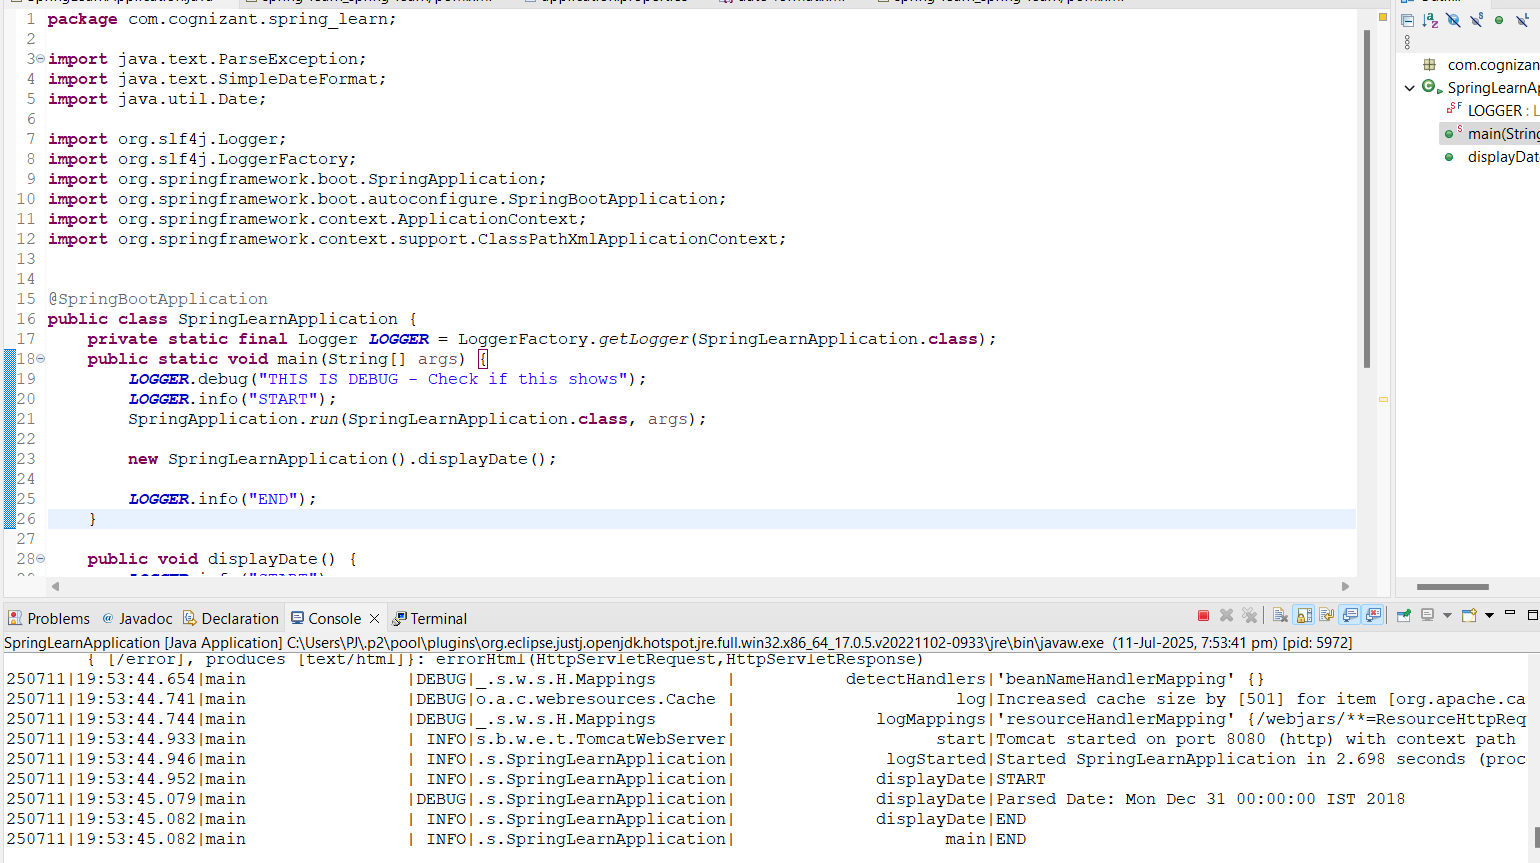 1 package com.cognizant.spring_learn;
2
3 import java.text.ParseException;
4 import java.text.SimpleDateFormat;
5 import java.util.Date;
6
7 import org.slf4j.Logger;
8 import org.slf4j.LoggerFactory;
9 import org.springframework.boot.SpringApplication;
10 import org.springframework.boot.autoconfigure.SpringBootApplication;
11 import org.springframework.context.ApplicationContext;
12 import org.springframework.context.support.ClassPathXmlApplicationContext;
13
14
15 @SpringBootApplication
16 public class SpringLearnApplication {
17     private static final Logger LOGGER = LoggerFactory.getLogger(SpringLearnApplication.class);
18     public static void main(String[] args) {
19         LOGGER.debug("THIS IS DEBUG - Check if this shows");
20         LOGGER.info("START");
21         SpringApplication.run(SpringLearnApplication.class, args);
22
23         new SpringLearnApplication().displayDate();
24
25         LOGGER.info("END");
26     }
27
28     public void displayDate() {
com.cognizan
SpringLearnAp
LOGGER : L
main(String
displayDat
Problems @ Javadoc Declaration Console Terminal
SpringLearnApplication [Java Application] C:\Users\PJ\.p2\pool\plugins\org.eclipse.justj.openjdk.hotspot.jre.full.win32.x86_64_17.0.5.v20221102-0933\jre\bin\javaw.exe (11-Jul-2025, 7:53:41 pm) [pid: 5972]
{ [/error], produces [text/html]}: errorHtml(HttpServletRequest,HttpServletResponse)
250711|19:53:44.654|main                |DEBUG|_.s.w.s.H.Mappings       |           detectHandlers|'beanNameHandlerMapping' {}
250711|19:53:44.741|main                |DEBUG|o.a.c.webresources.Cache |                      log|Increased cache size by [501] for item [org.apache.ca
250711|19:53:44.744|main                |DEBUG|_.s.w.s.H.Mappings       |              logMappings|'resourceHandlerMapping' {/webjars/**=ResourceHttpReq
250711|19:53:44.933|main                | INFO|s.b.w.e.t.TomcatWebServer|                    start|Tomcat started on port 8080 (http) with context path
250711|19:53:44.946|main                | INFO|.s.SpringLearnApplication|               logStarted|Started SpringLearnApplication in 2.698 seconds (proc
250711|19:53:44.952|main                | INFO|.s.SpringLearnApplication|              displayDate|START
250711|19:53:45.079|main                |DEBUG|.s.SpringLearnApplication|              displayDate|Parsed Date: Mon Dec 31 00:00:00 IST 2018
250711|19:53:45.082|main                | INFO|.s.SpringLearnApplication|              displayDate|END
250711|19:53:45.082|main                | INFO|.s.SpringLearnApplication|                     main|END